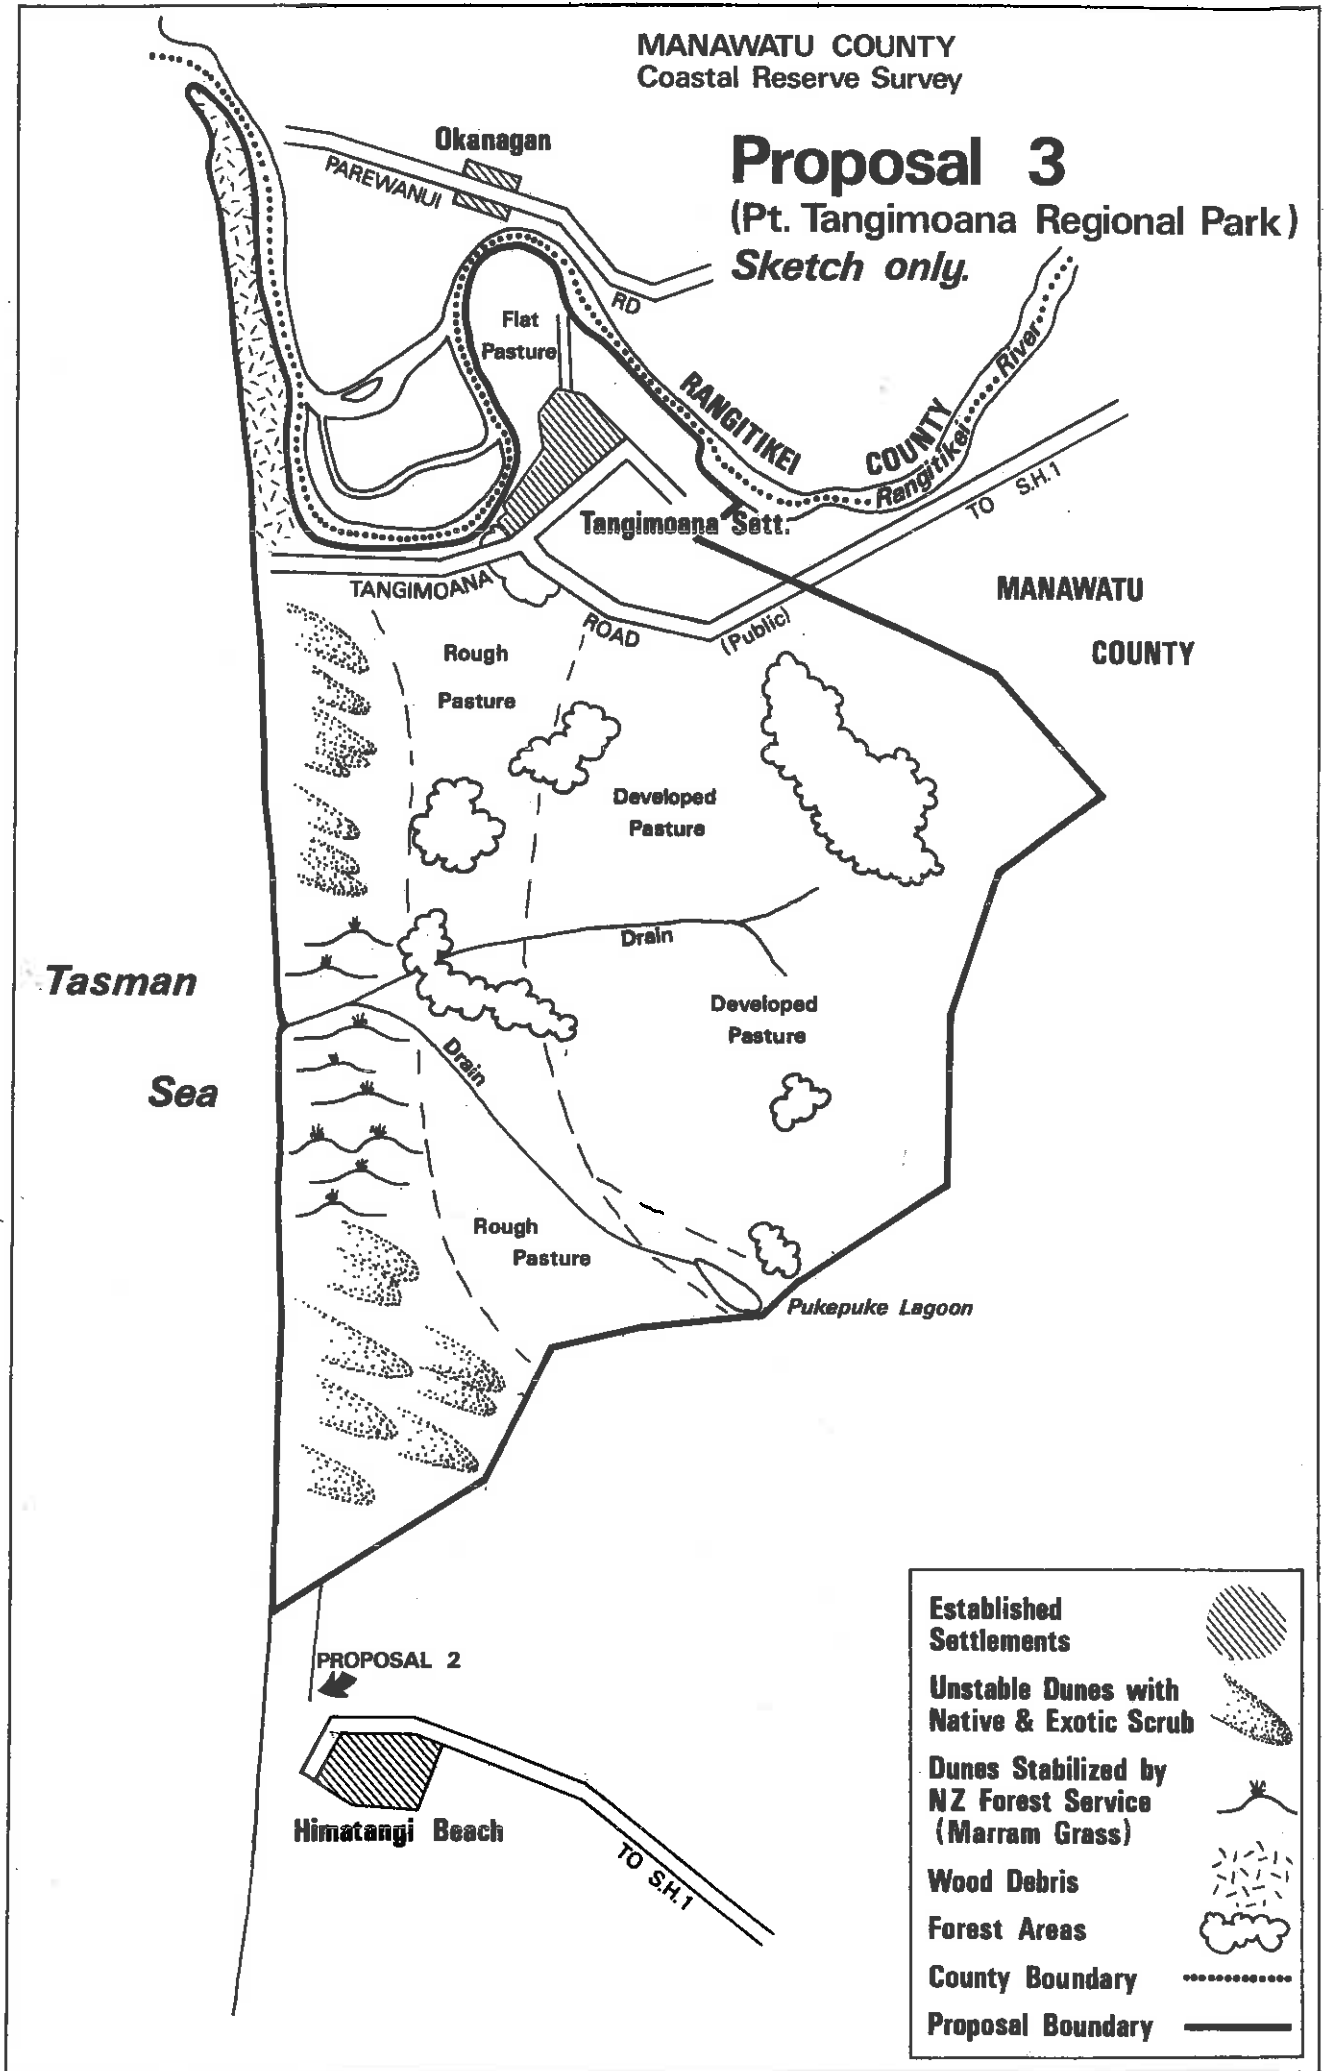 MANAWATU COUNTY
Coastal Reserve Survey
Proposal 3
(Pt. Tangimoana Regional Park)
Sketch only.
Okanagan
PAREWANUI
RD
Flat
Pasture
RANGITIKEI
COUNTY
Rangitikei River
TO S.H.1
Tangimoana Sett.
TANGIMOANA
ROAD
(Public)
MANAWATU
COUNTY
Rough
Pasture
Developed
Pasture
Drain
Tasman
Sea
Developed
Pasture
Drain
Rough
Pasture
Pukepuke Lagoon
PROPOSAL 2
Himatangi Beach
TO S.H.1
Established
Settlements
Unstable Dunes with
Native & Exotic Scrub
Dunes Stabilized by
NZ Forest Service
(Marram Grass)
Wood Debris
Forest Areas
County Boundary
Proposal Boundary